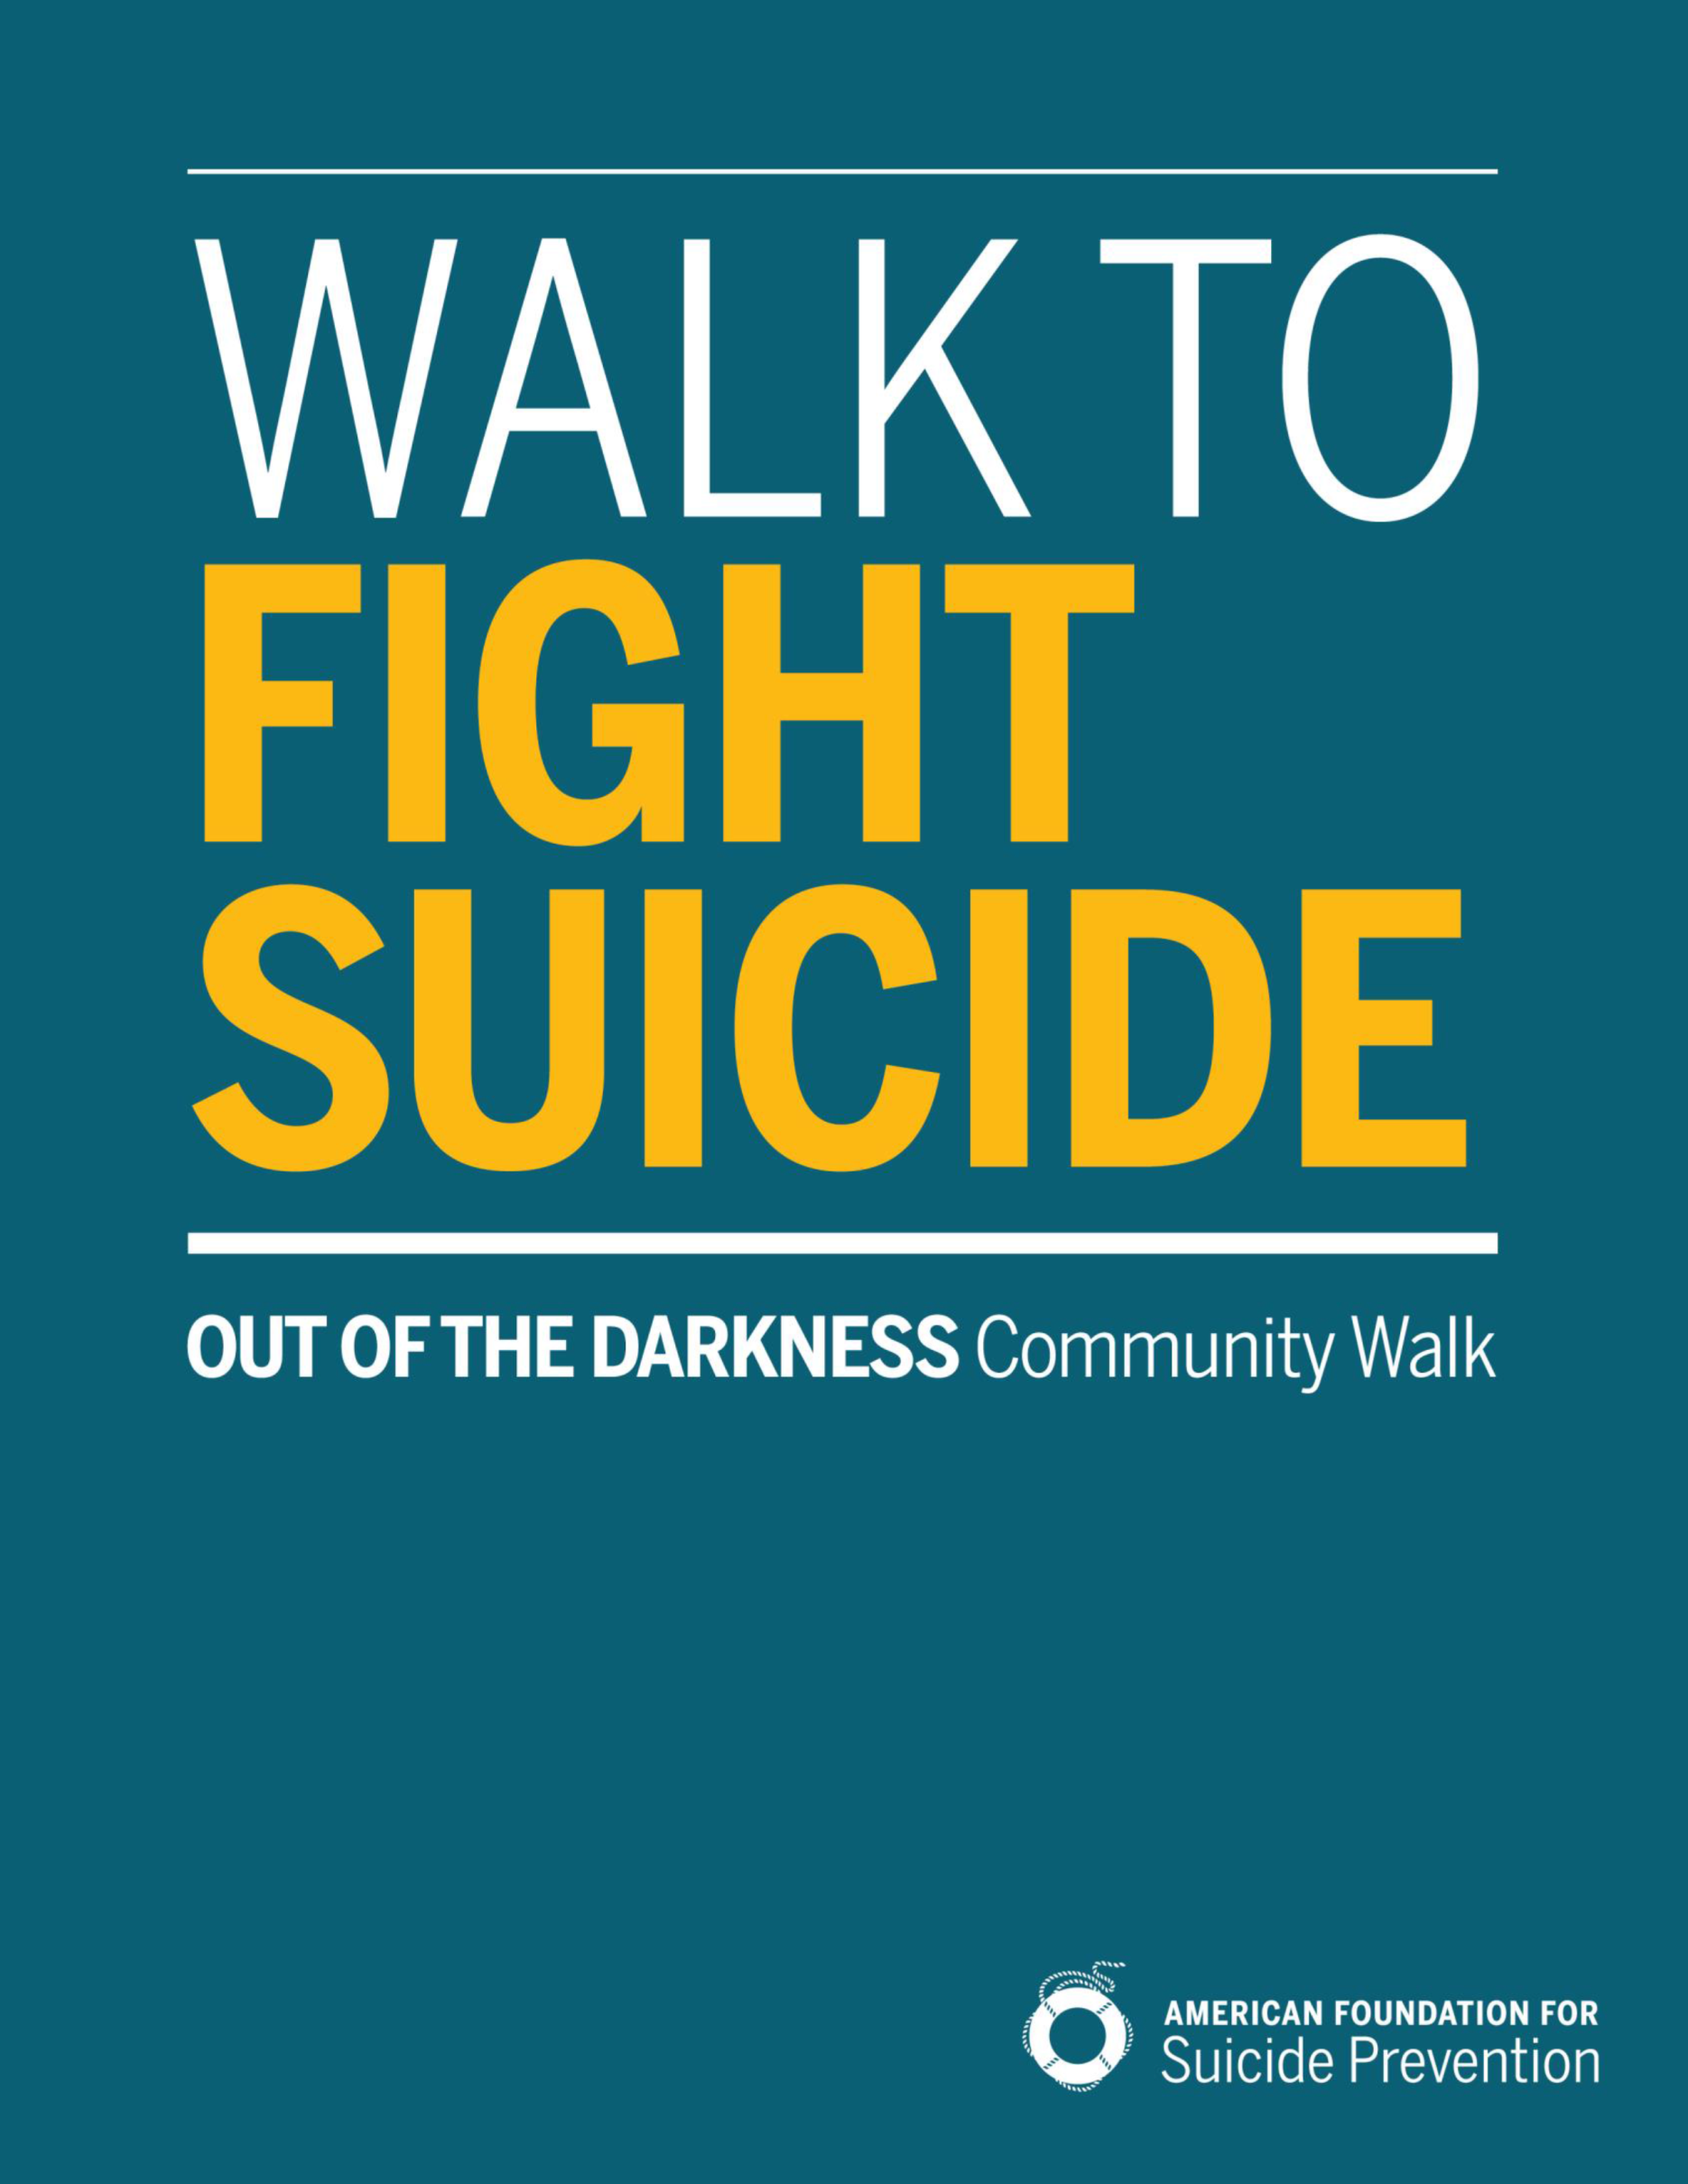 WALK TO
FIGHT
SUICIDE
OUT OF THE DARKNESS Community Walk
AMERICAN FOUNDATION FOR
Suicide Prevention